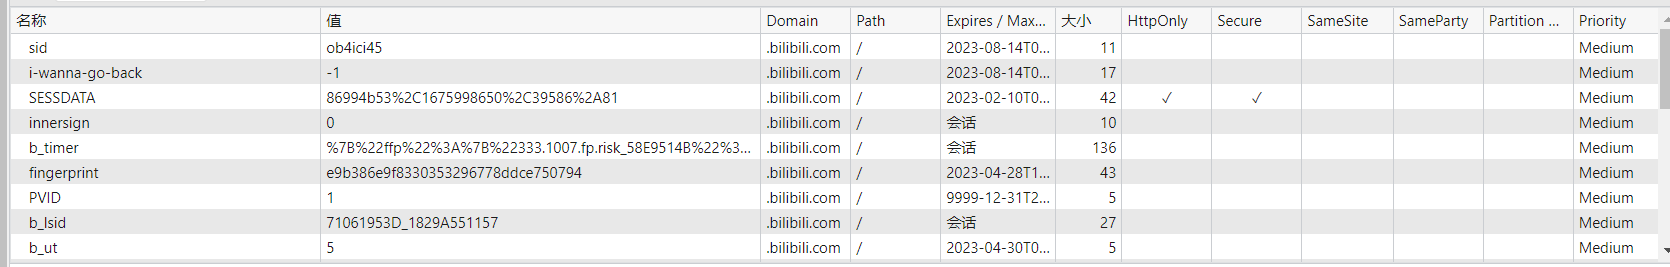 名称 值 Domain Path Expires / Max... 大小 HttpOnly Secure SameSite SameParty Partition ... Priority
sid ob4ici45 .bilibili.com / 2023-08-14T0... 11 Medium
i-wanna-go-back -1 .bilibili.com / 2023-08-14T0... 17 Medium
SESSDATA 86994b53%2C1675998650%2C39586%2A81 .bilibili.com / 2023-02-10T0... 42 ✓ ✓ Medium
innersign 0 .bilibili.com / 会话 10 Medium
b_timer %7B%22ffp%22%3A%7B%22333.1007.fp.risk_58E9514B%22%3... .bilibili.com / 会话 136 Medium
fingerprint e9b386e9f8330353296778ddce750794 .bilibili.com / 2023-04-28T1... 43 Medium
PVID 1 .bilibili.com / 9999-12-31T2... 5 Medium
b_lsid 71061953D_1829A551157 .bilibili.com / 会话 27 Medium
b_ut 5 .bilibili.com / 2023-04-30T0... 5 Medium